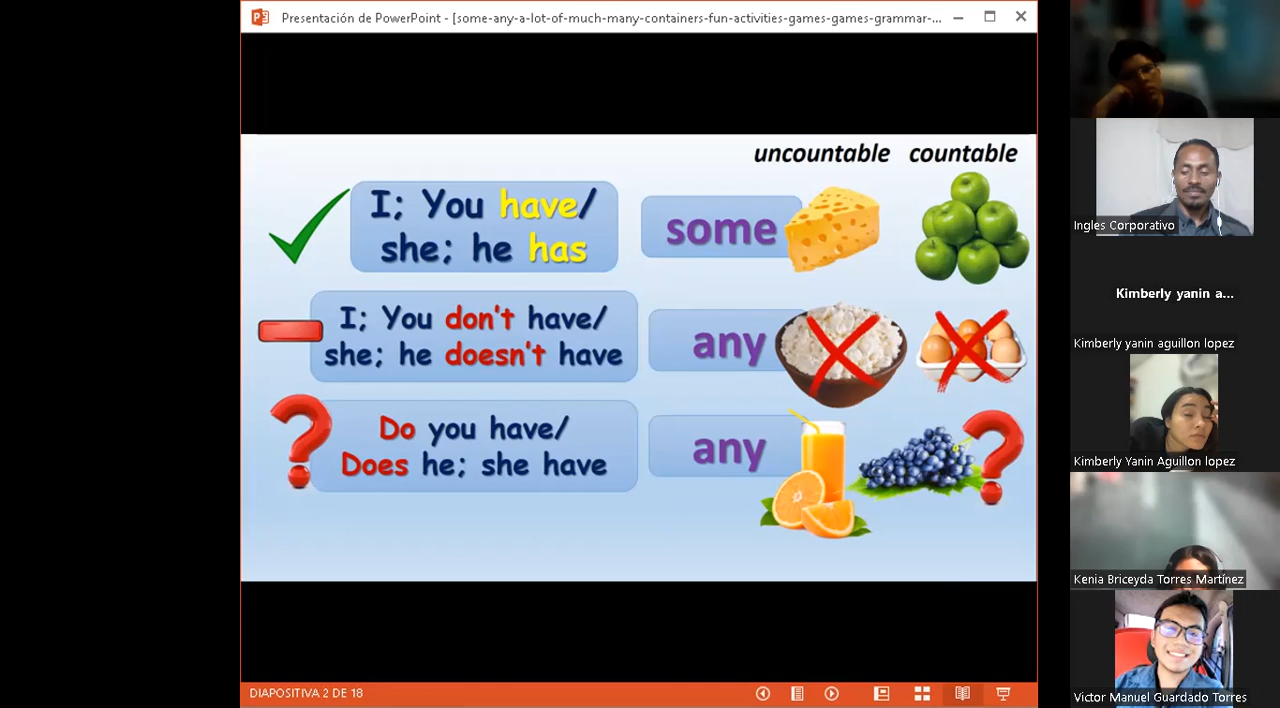 Presentación de PowerPoint - [some-any-a-lot-of-much-many-containers-fun-activities-games-games-grammar-...
uncountable countable
I; You have/
she; he has
some
I; You don't have/
she; he doesn't have
any
Do you have/
Does he; she have
any
DIAPOSITIVA 2 DE 18
Ingles Corporativo
Kimberly yanin a...
Kimberly yanin aguillon lopez
Kimberly Yanin Aguillon lopez
Kenia Briceyda Torres Martínez
Victor Manuel Guardado Torres